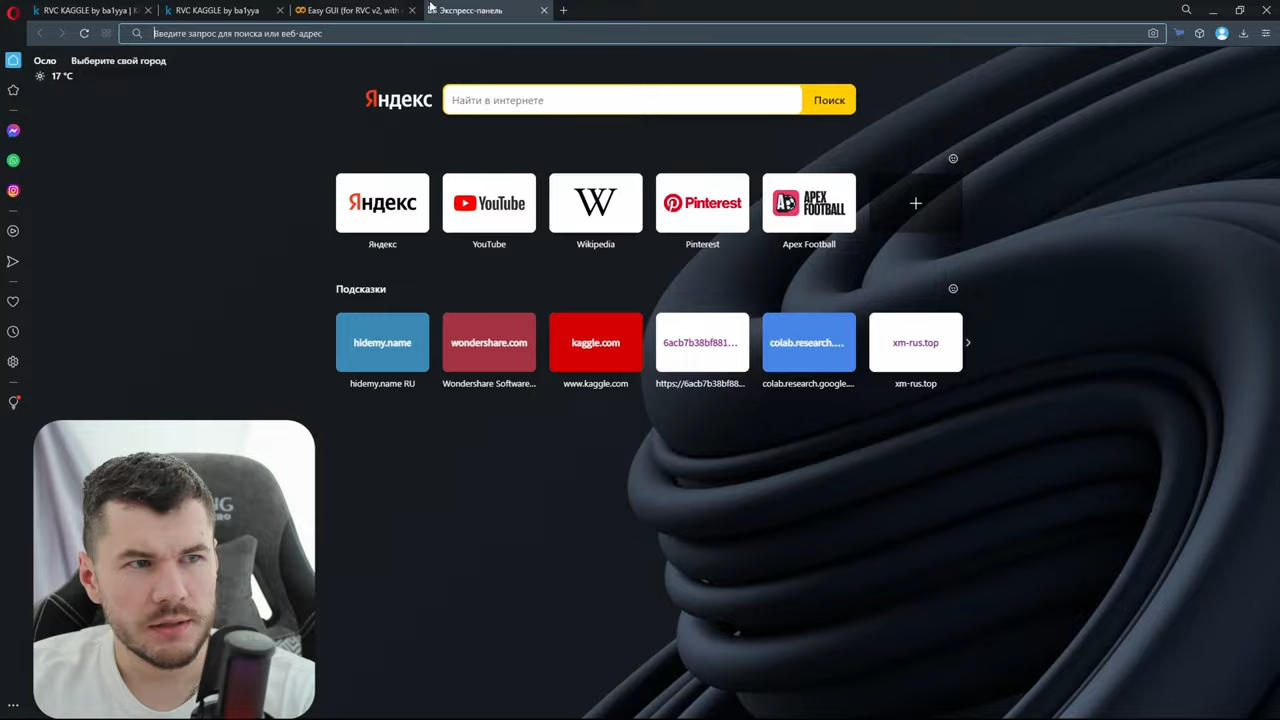 RVC KAGGLE by ba1yya | K
RVC KAGGLE by ba1yya
Easy GUI (for RVC v2, with c
Экспресс-панель
Введите запрос для поиска или веб-адрес
Осло
Выберите свой город
17 °C
Яндекс
Найти в интернете
Поиск
Яндекс
YouTube
W
Pinterest
APEX FOOTBALL
Яндекс
YouTube
Wikipedia
Pinterest
Apex Football
Подсказки
hidemy.name
wondershare.com
kaggle.com
6acb7b38bf881...
colab.research....
xm-rus.top
hidemy.name RU
Wondershare Software...
www.kaggle.com
https://6acb7b38bf88...
colab.research.google....
xm-rus.top